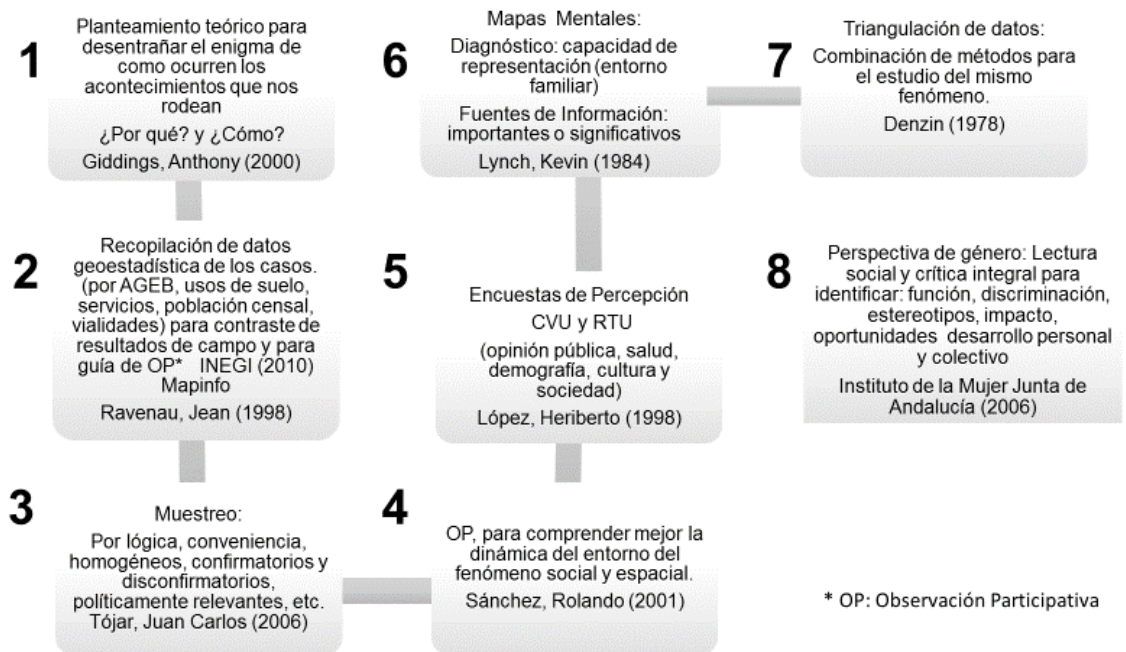 1
Planteamiento teórico para
desentrañar el enigma de
como ocurren los
acontecimientos que nos
rodean
¿Por qué? y ¿Cómo?
Giddings, Anthony (2000)
2
Recopilación de datos
geoestadística de los casos.
(por AGEB, usos de suelo,
servicios, población censal,
vialidades) para contraste de
resultados de campo y para
guía de OP* INEGI (2010)
Mapinfo
Ravenau, Jean (1998)
3
Muestreo:
Por lógica, conveniencia,
homogéneos, confirmatorios y
disconfirmatorios,
políticamente relevantes, etc.
Tójar, Juan Carlos (2006)
4
OP, para comprender mejor la
dinámica del entorno del
fenómeno social y espacial.
Sánchez, Rolando (2001)
5
Encuestas de Percepción
CVU y RTU
(opinión pública, salud,
demografía, cultura y
sociedad)
López, Heriberto (1998)
6
Mapas Mentales:
Diagnóstico: capacidad de
representación (entorno
familiar)
Fuentes de Información:
importantes o significativos
Lynch, Kevin (1984)
7
Triangulación de datos:
Combinación de métodos para
el estudio del mismo
fenómeno.
Denzin (1978)
8
Perspectiva de género: Lectura
social y crítica integral para
identificar: función, discriminación,
estereotipos, impacto,
oportunidades desarrollo personal
y colectivo
Instituto de la Mujer Junta de
Andalucía (2006)
* OP: Observación Participativa